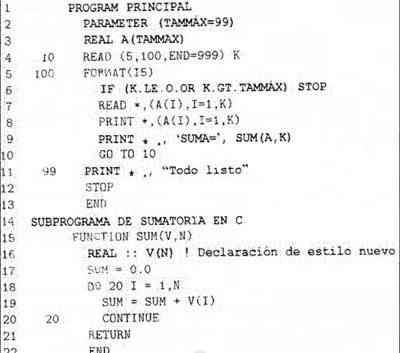 1 PROGRAM PRINCIPAL
2 PARAMETER (TAMMÁX=99)
3 REAL A(TAMMAX)
4 10 READ (5,100,END=999) K
5 100 FORMAT(I5)
6 IF (K.LE.O.OR K.GT.TAMMÁX) STOP
7 READ *,(A(I),I=1,K)
8 PRINT *,(A(I),I=1,K)
9 PRINT * ,, ‘SUMA=’, SUM(A,K)
10 GO TO 10
11 99 PRINT * ,, “Todo listo”
12 STOP
13 END
14 SUBPROGRAMA DE SUMATORIA EN C
15 FUNCTION SUM(V,N)
16 REAL :: V(N) ! Declaración de estilo nuevo
17 SUM = 0.0
18 DO 20 I = 1,N
19 SUM = SUM + V(I)
20 20 CONTINUE
21 RETURN
22 END